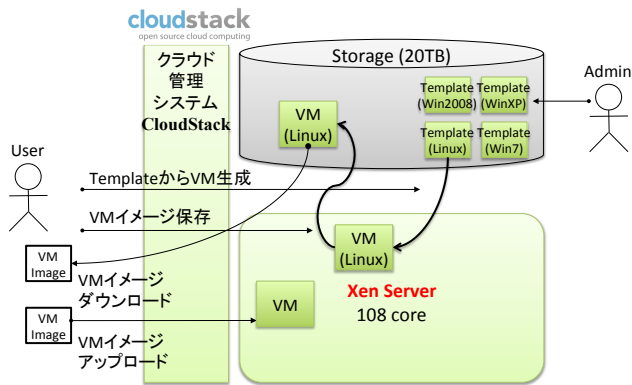 cloudstack
open source cloud computing
クラウド
管理
システム
CloudStack
Storage (20TB)
Template
(Win2008)
Template
(WinXP)
Template
(Linux)
Template
(Win7)
VM
(Linux)
Admin
User
TemplateからVM生成
VMイメージ保存
VM
Image
VMイメージ
ダウンロード
VM
(Linux)
Xen Server
108 core
VM
VM
Image
VMイメージ
アップロード